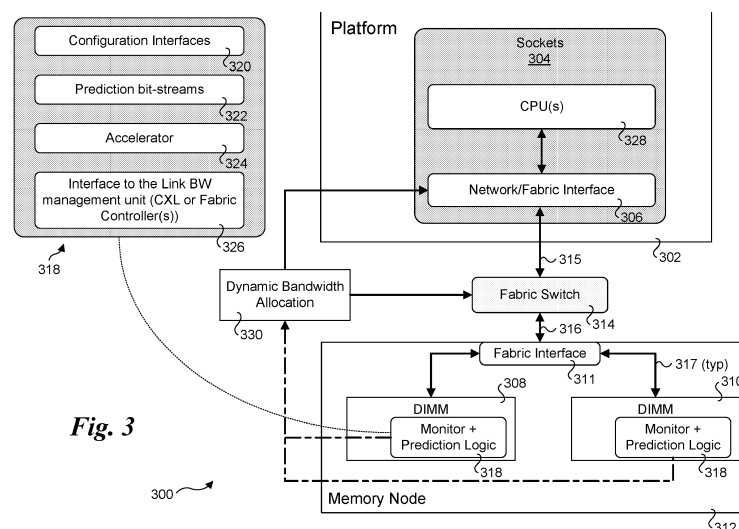 Configuration Interfaces
320
Prediction bit-streams
322
Accelerator
324
Interface to the Link BW
management unit (CXL or Fabric
Controller(s))
326
318
Platform
Sockets
304
CPU(s)
328
Network/Fabric Interface
306
302
315
Dynamic Bandwidth
Allocation
330
Fabric Switch
314
316
Fabric Interface
311
317 (typ)
308
DIMM
Monitor +
Prediction Logic
318
310
DIMM
Monitor +
Prediction Logic
318
Fig. 3
300
Memory Node
312